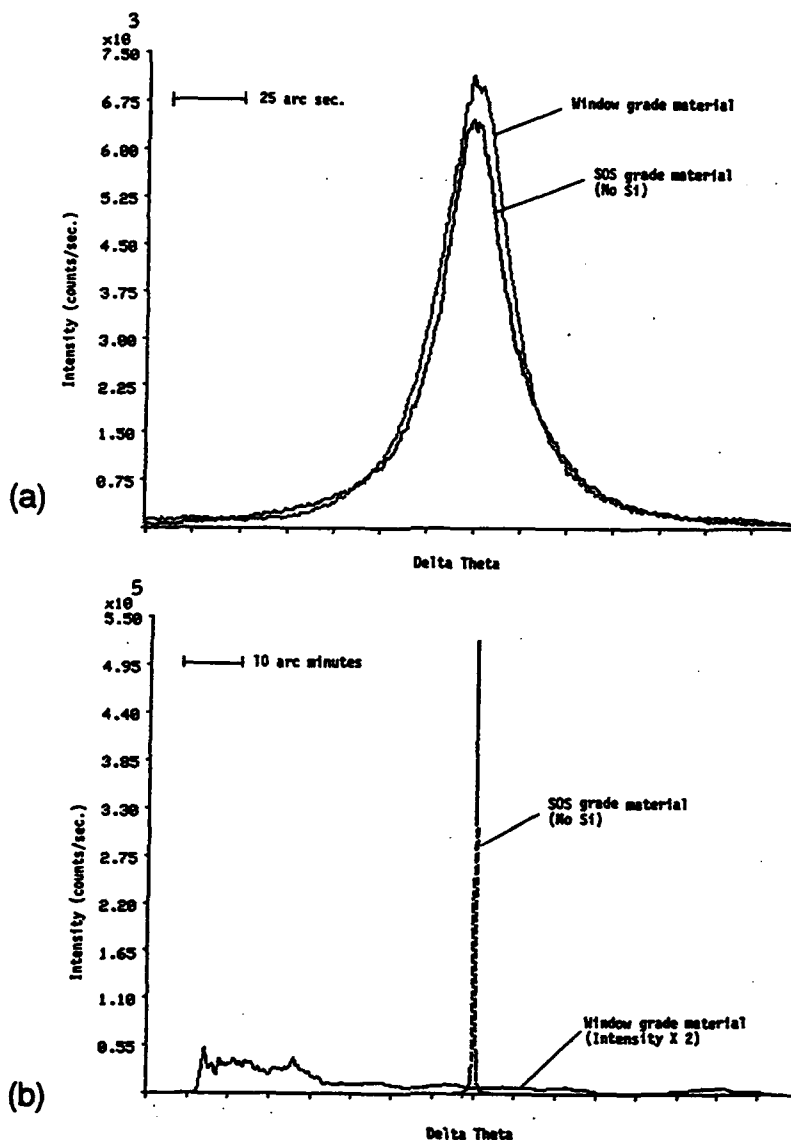 3
x10
7.50
25 arc sec.
6.75
Window grade material
6.00
SOS grade material
(No Si)
5.25
4.50
3.75
3.00
2.25
1.50
0.75
Intensity (counts/sec.)
(a)
Delta Theta
5
x10
5.50
10 arc minutes
4.95
4.40
3.85
3.30
SOS grade material
(No Si)
2.75
2.20
1.65
1.10
Window grade material
(Intensity X 2)
0.55
Intensity (counts/sec.)
(b)
Delta Theta